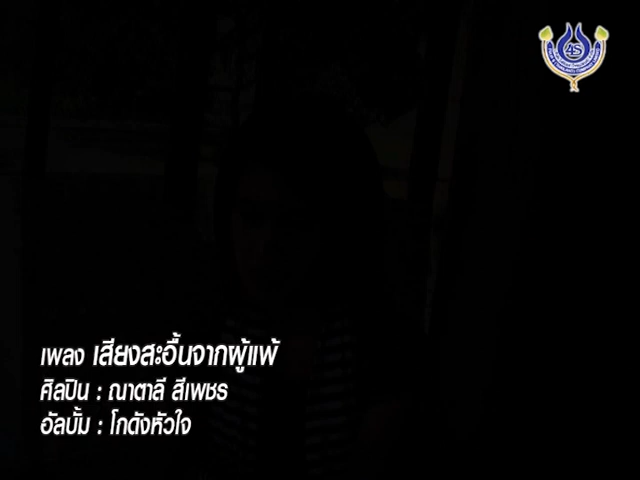 4S
เพลง เสียงสะอื้นจากผู้แพ้
ศิลปิน : ณาตาลี สีเพชร
อัลบั้ม : โกดังหัวใจ